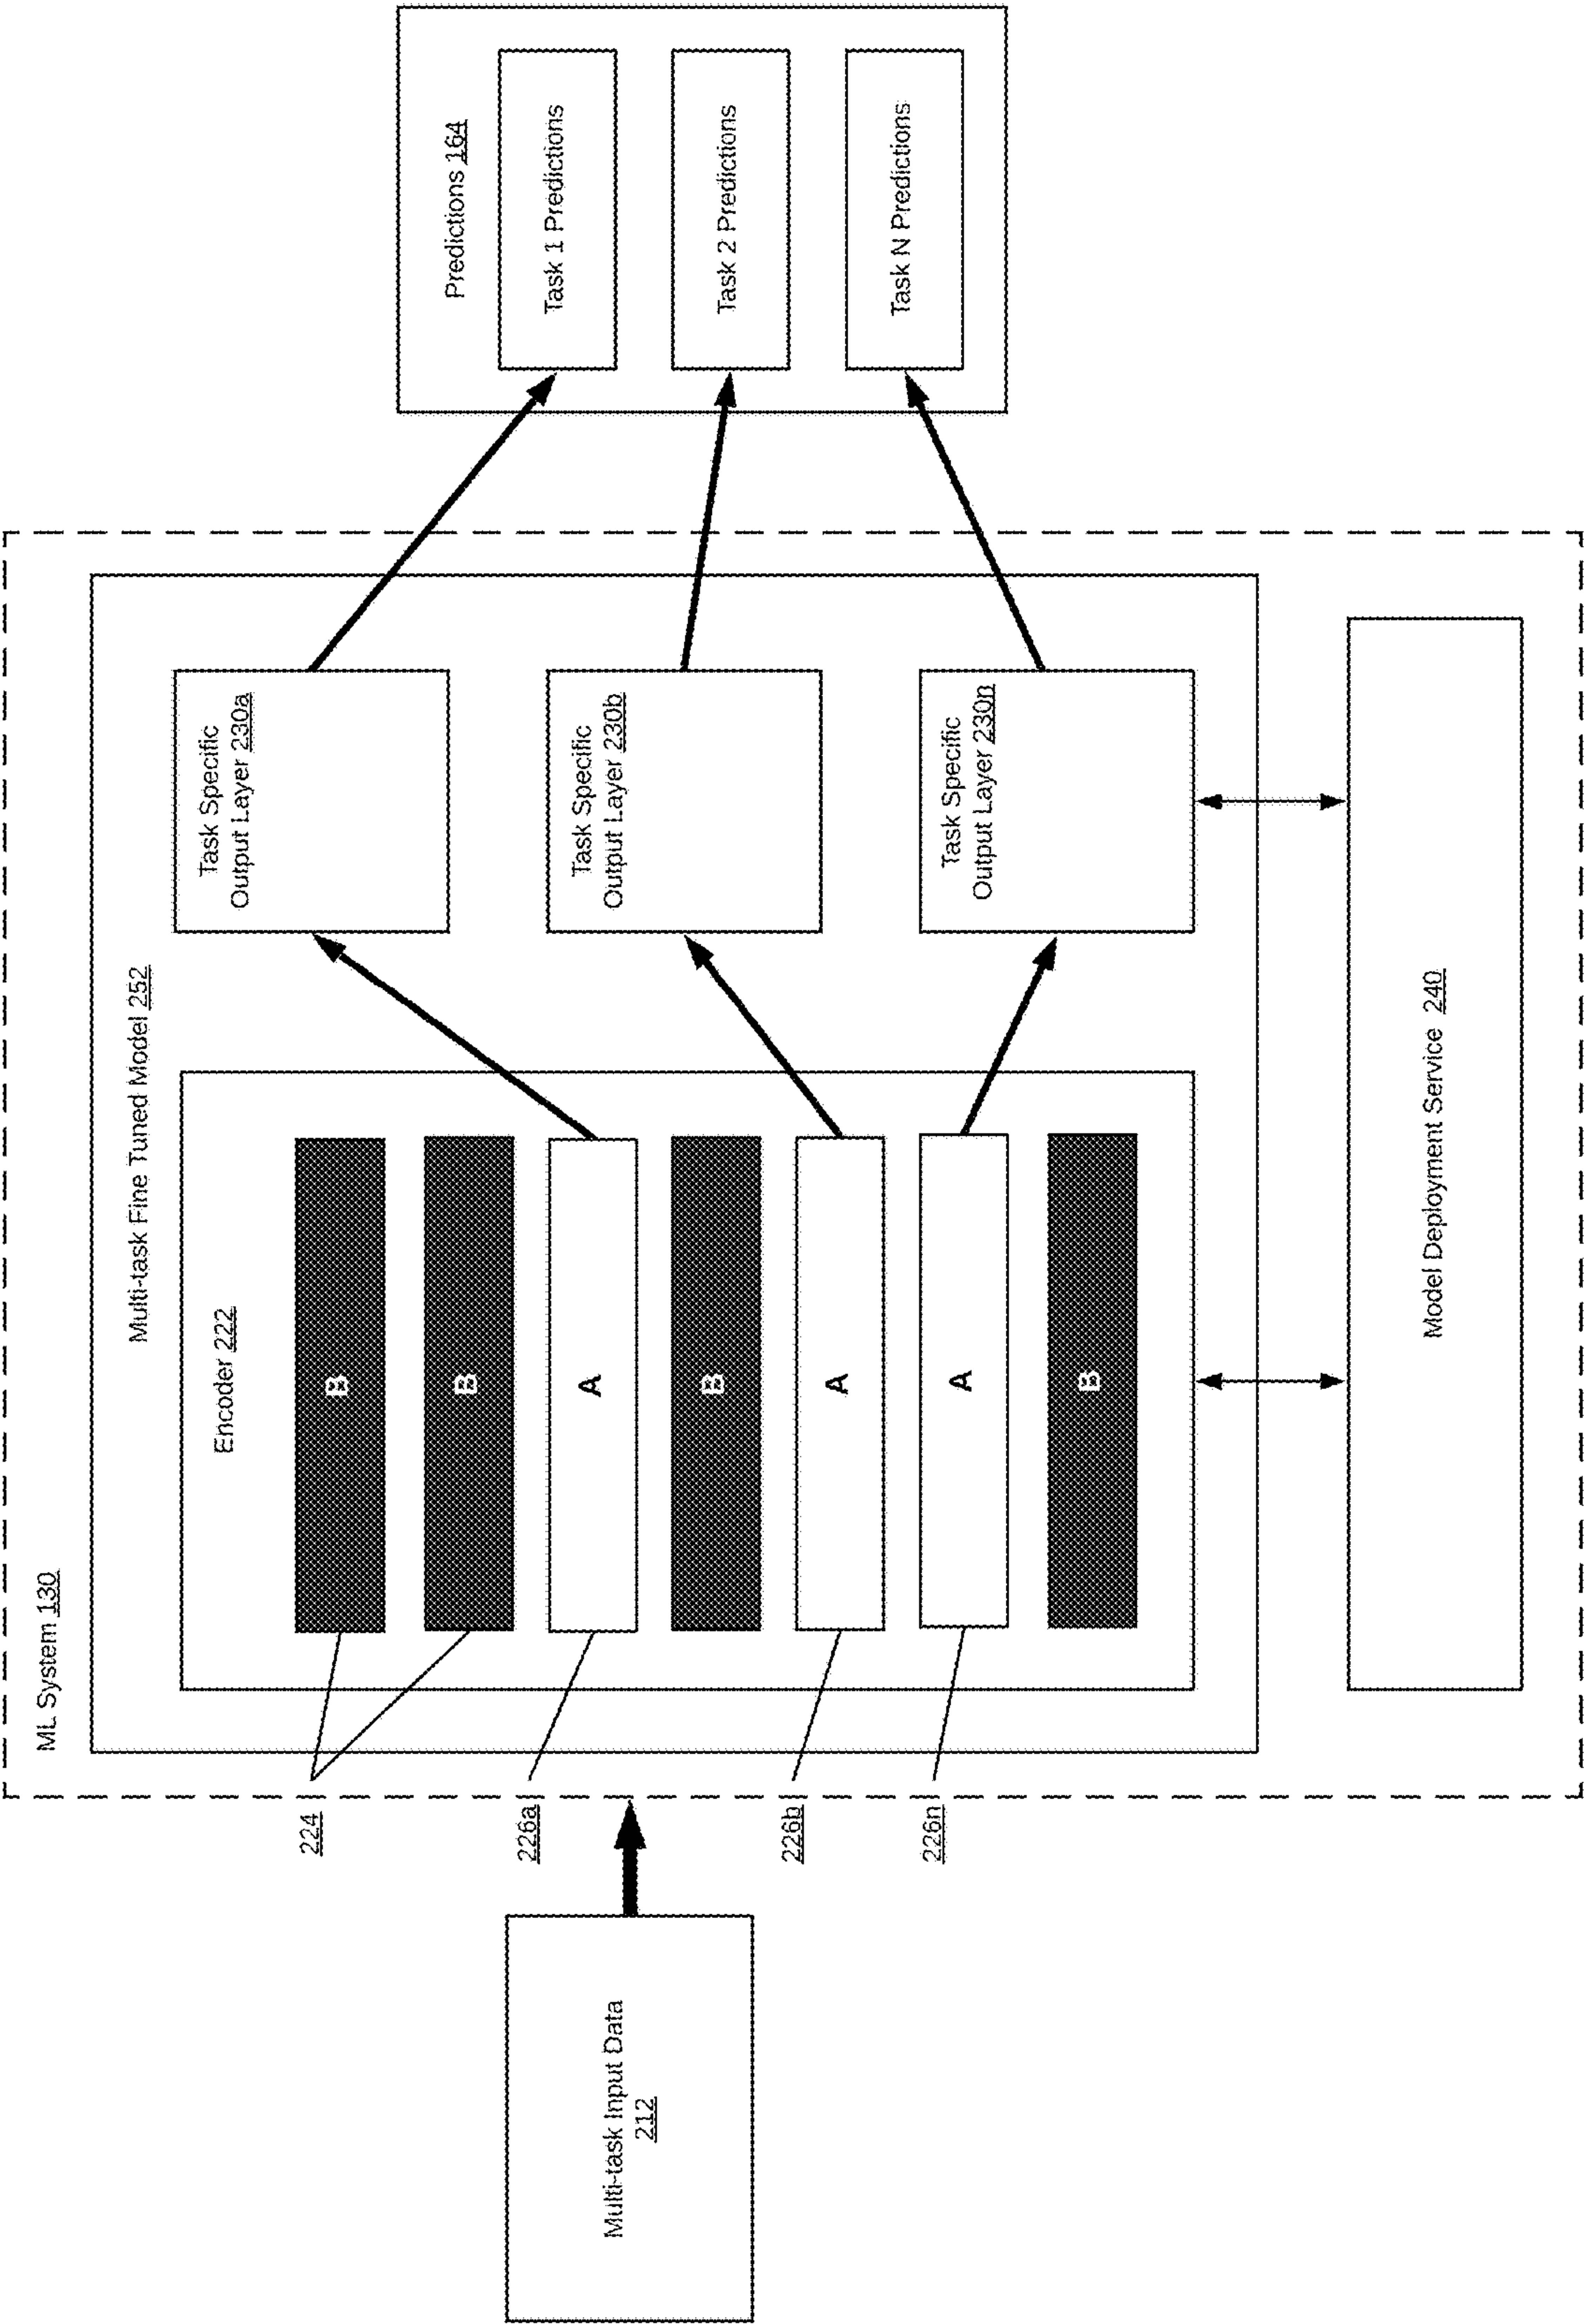 ML System 130
Multi-task Fine Tuned Model 252
Encoder 222
B
B
A
B
A
A
B
224
226a
226b
226n
Multi-task Input Data
212
Task Specific
Output Layer 230a
Task Specific
Output Layer 230b
Task Specific
Output Layer 230n
Predictions 164
Task 1 Predictions
Task 2 Predictions
Task N Predictions
Model Deployment Service 240